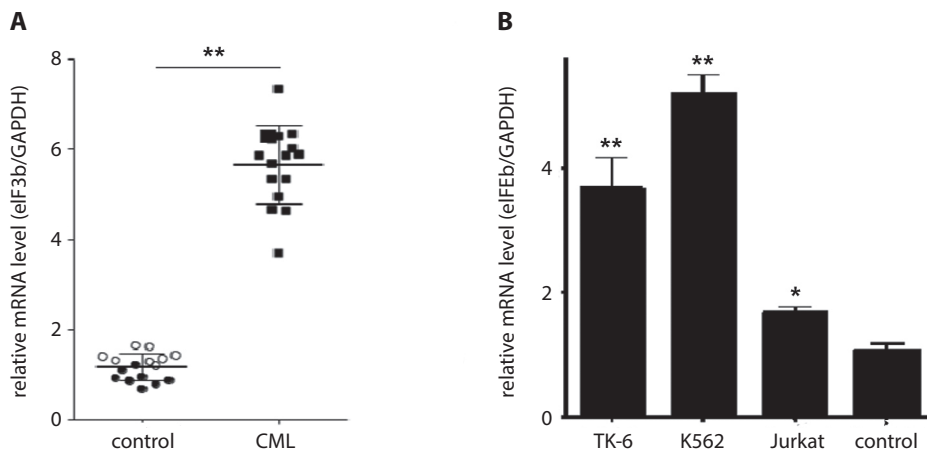 A
relative mRNA level (eIF3b/GAPDH)
8
6
4
2
0
**
control CML
B
relative mRNA level (eIFEb/GAPDH)
4
2
0
**
**
*
TK-6 K562 Jurkat control